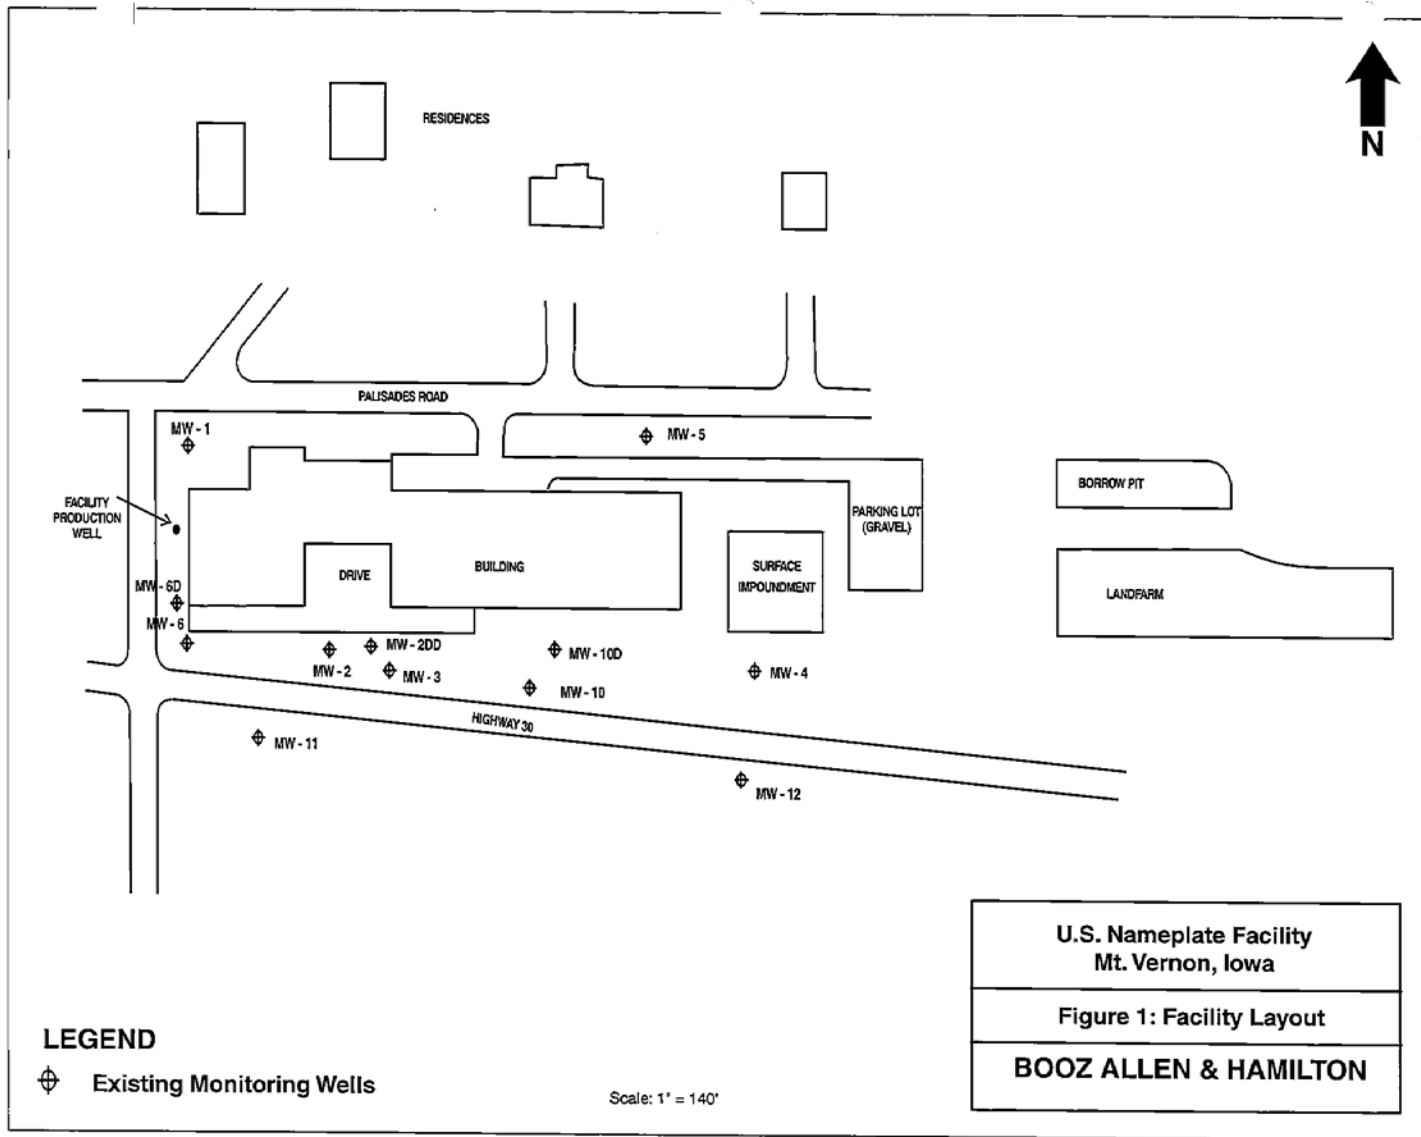 RESIDENCES
N
PALISADES ROAD
MW - 1
MW - 5
FACILITY
PRODUCTION
WELL
BORROW PIT
PARKING LOT
(GRAVEL)
DRIVE
BUILDING
SURFACE
IMPOUNDMENT
LANDFARM
MW - 6D
MW - 6
MW - 2DD
MW - 2
MW - 3
MW - 10D
MW - 10
MW - 4
HIGHWAY 30
MW - 11
MW - 12
U.S. Nameplate Facility
Mt. Vernon, Iowa
Figure 1: Facility Layout
BOOZ ALLEN & HAMILTON
LEGEND
Existing Monitoring Wells
Scale: 1" = 140'